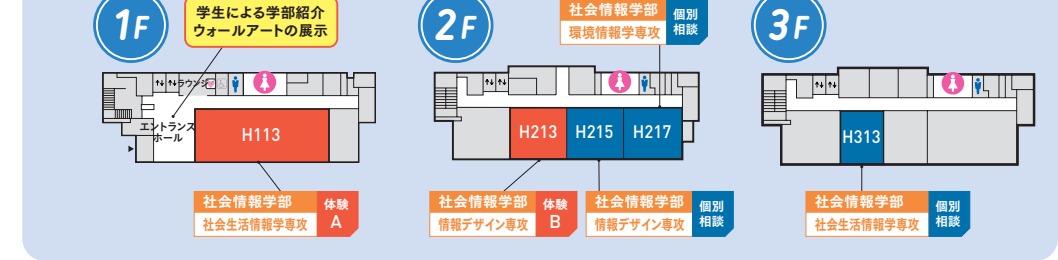 1F
学生による学部紹介
ウォールアートの展示
ラウンジ
エントランス
ホール
H113
社会情報学部
社会生活情報学専攻
体験
A
2F
社会情報学部
環境情報学専攻
個別
相談
H213
H215
H217
社会情報学部
情報デザイン専攻
体験
B
社会情報学部
情報デザイン専攻
個別
相談
3F
H313
社会情報学部
社会生活情報学専攻
個別
相談